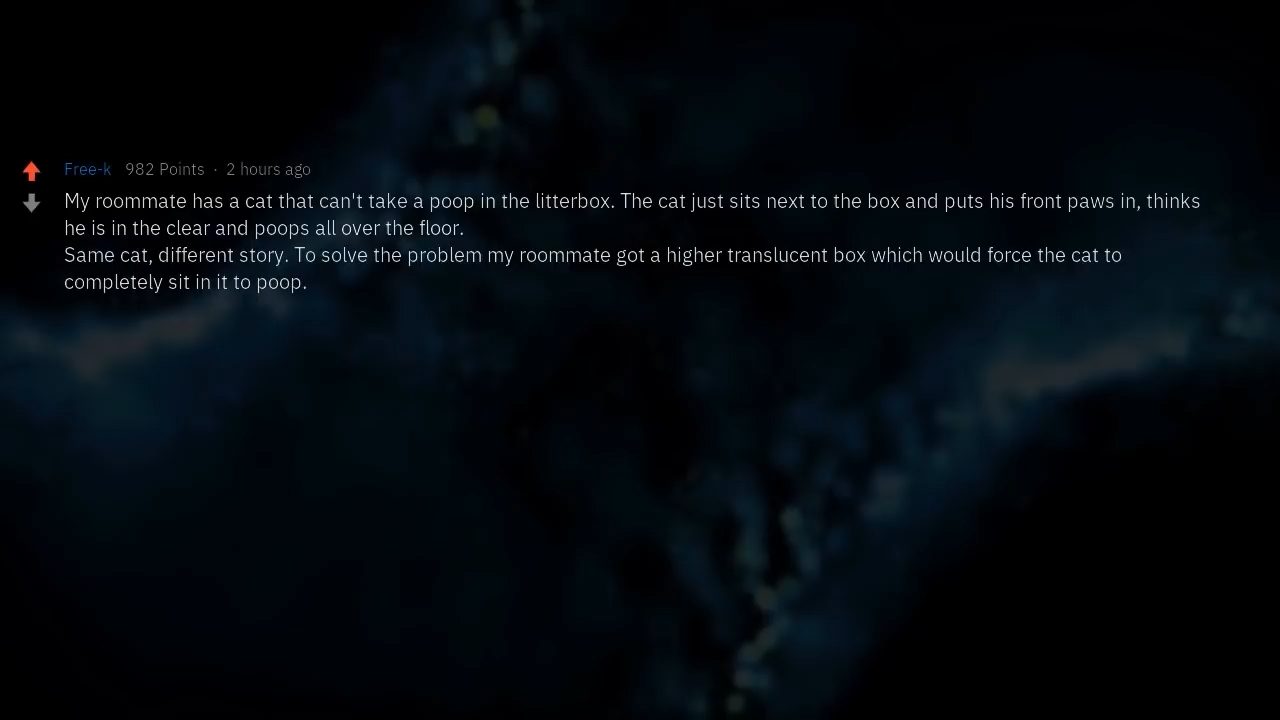 Free-k 982 Points · 2 hours ago
My roommate has a cat that can't take a poop in the litterbox. The cat just sits next to the box and puts his front paws in, thinks
he is in the clear and poops all over the floor.
Same cat, different story. To solve the problem my roommate got a higher translucent box which would force the cat to
completely sit in it to poop.